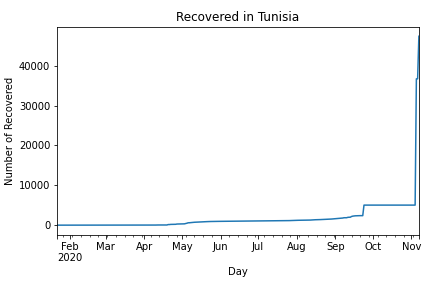 Recovered in Tunisia
Number of Recovered
40000
30000
20000
10000
0
Feb Mar Apr May Jun Jul Aug Sep Oct Nov
2020
Day